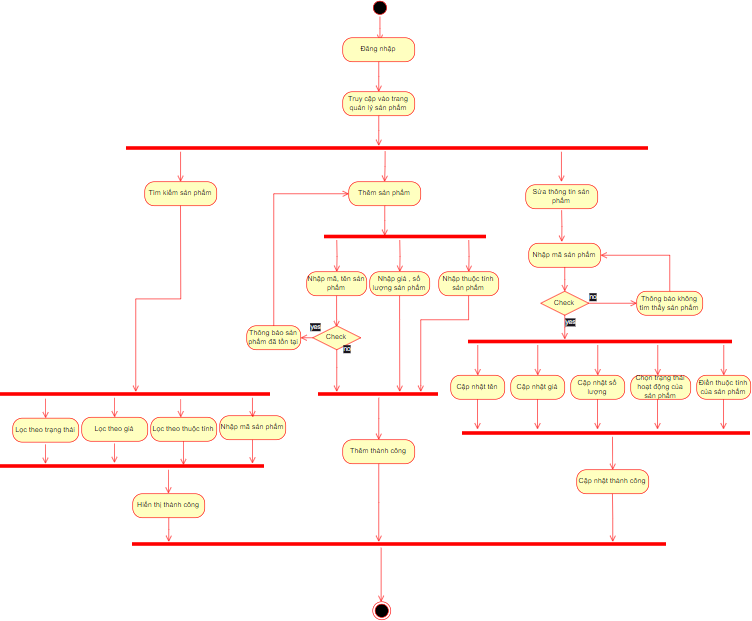 Đăng nhập
Truy cập vào trang
quản lý sản phẩm
Tìm kiếm sản phẩm
Thêm sản phẩm
Sửa thông tin sản
phẩm
Nhập mã sản phẩm
Nhập mã, tên sản
phẩm
Nhập giá , số
lượng sản phẩm
Nhập thuộc tính
sản phẩm
Check
no
Thông báo không
tìm thấy sản phẩm
yes
Thông báo sản
phẩm đã tồn tại
yes
Check
no
Cập nhật tên
Cập nhật giá
Cập nhật số
lượng
Chọn trạng thái
hoạt động của
sản phẩm
Điền thuộc tính
của sản phẩm
Lọc theo trạng thái
Lọc theo giá
Lọc theo thuộc tính
Nhập mã sản phẩm
Thêm thành công
Cập nhật thành công
Hiển thị thành công